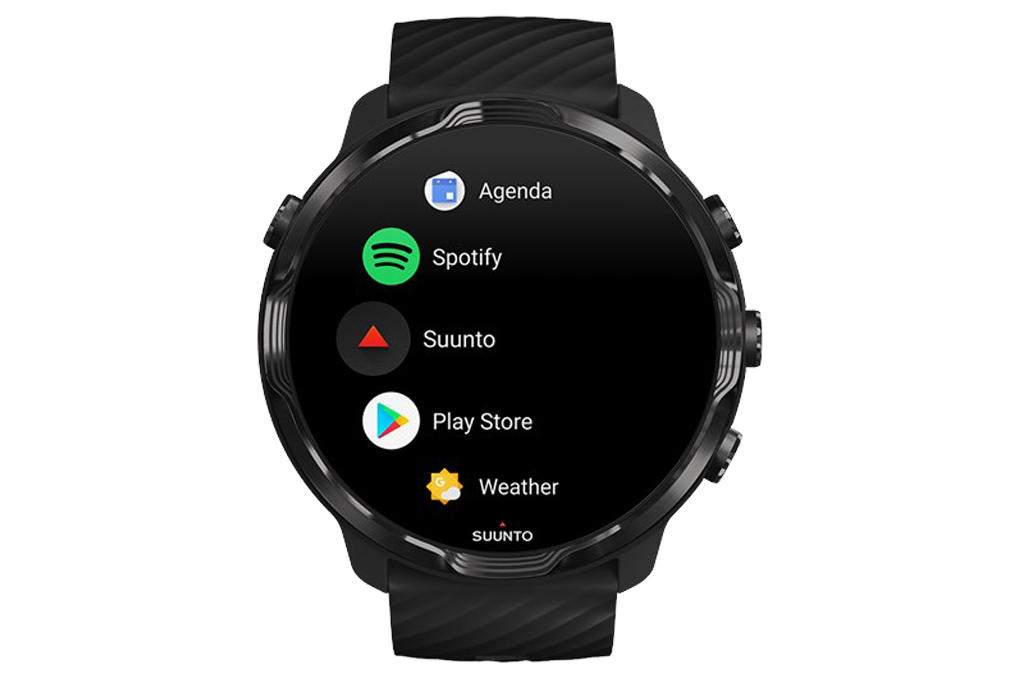 Agenda
Spotify
Suunto
Play Store
G
Weather
SUUNTO